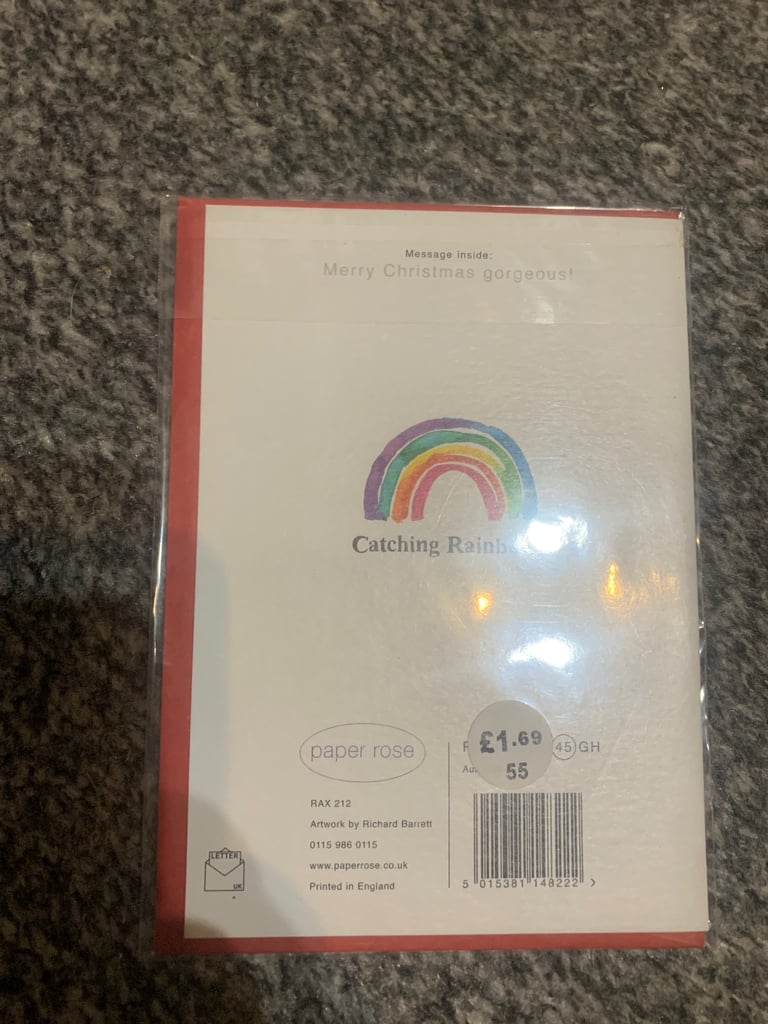 Message inside:
Merry Christmas gorgeous!
Catching
paper rose
£1.69
55
45 GH
RAX 212
Artwork by Richard Barrett
0115 986 0115
www.paperrose.co.uk
Printed in England
LETTER
UK
5 015381 148222 >